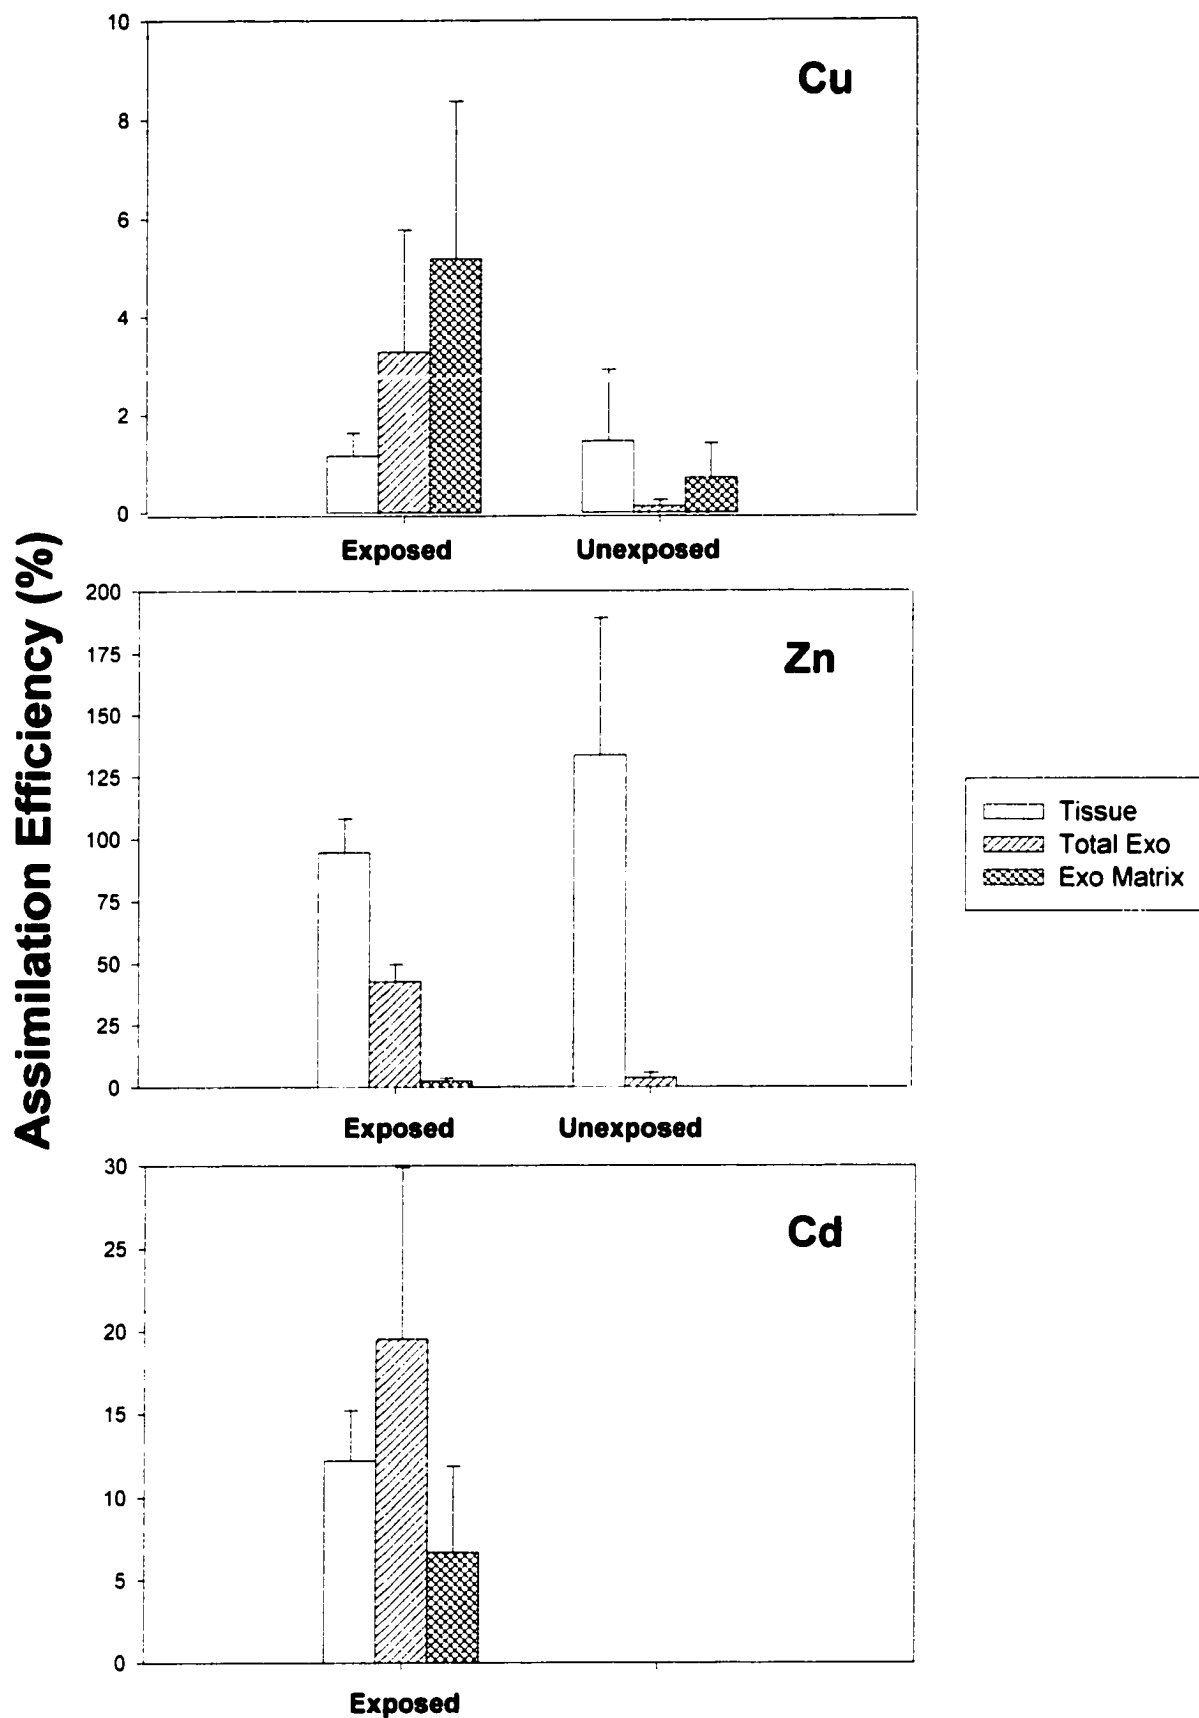 Assimilation Efficiency (%)
10
8
6
4
2
0
Cu
Exposed Unexposed
200
175
150
125
100
75
50
25
0
Zn
Exposed Unexposed
Tissue
Total Exo
Exo Matrix
30
25
20
15
10
5
0
Cd
Exposed